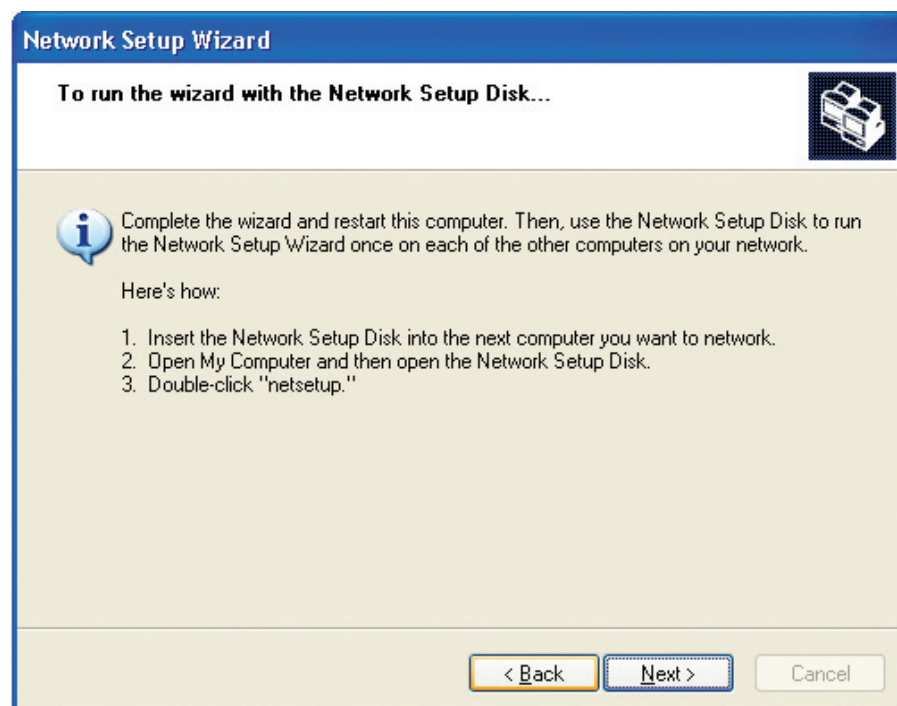 Network Setup Wizard
To run the wizard with the Network Setup Disk...
Complete the wizard and restart this computer. Then, use the Network Setup Disk to run
the Network Setup Wizard once on each of the other computers on your network.
Here's how:
1. Insert the Network Setup Disk into the next computer you want to network.
2. Open My Computer and then open the Network Setup Disk.
3. Double-click "netsetup."
< Back
Next >
Cancel